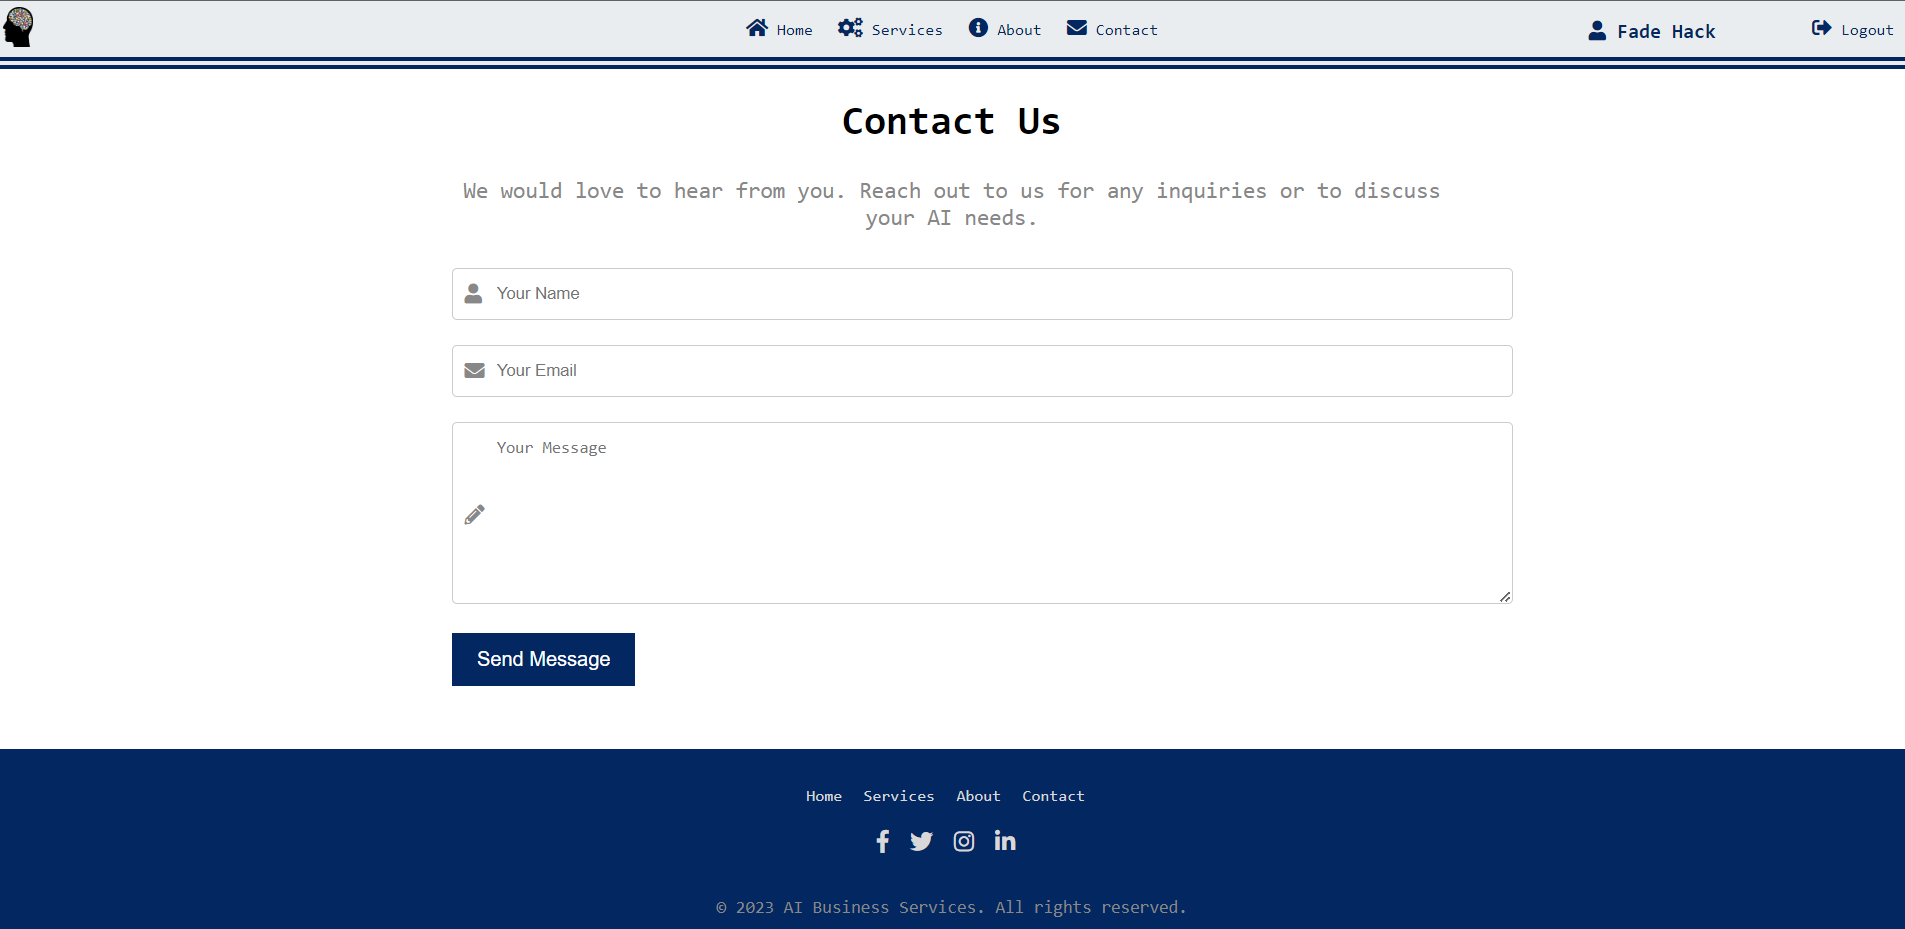 Home Services About Contact Fade Hack Logout
Contact Us
We would love to hear from you. Reach out to us for any inquiries or to discuss
your AI needs.
Your Name
Your Email
Your Message
Send Message
Home Services About Contact
© 2023 AI Business Services. All rights reserved.